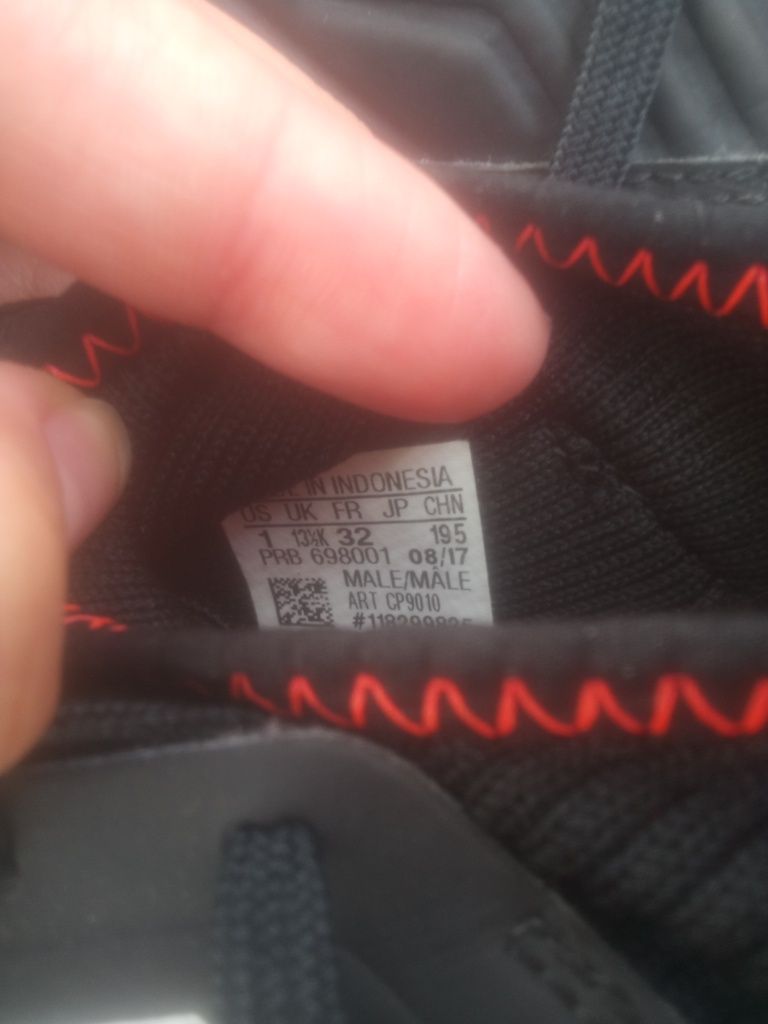 IN INDONESIA
US UK FR JP CHN
1 13½K 32 195
PRB 698001 08/17
MALE/MÂLE
ART CP9010